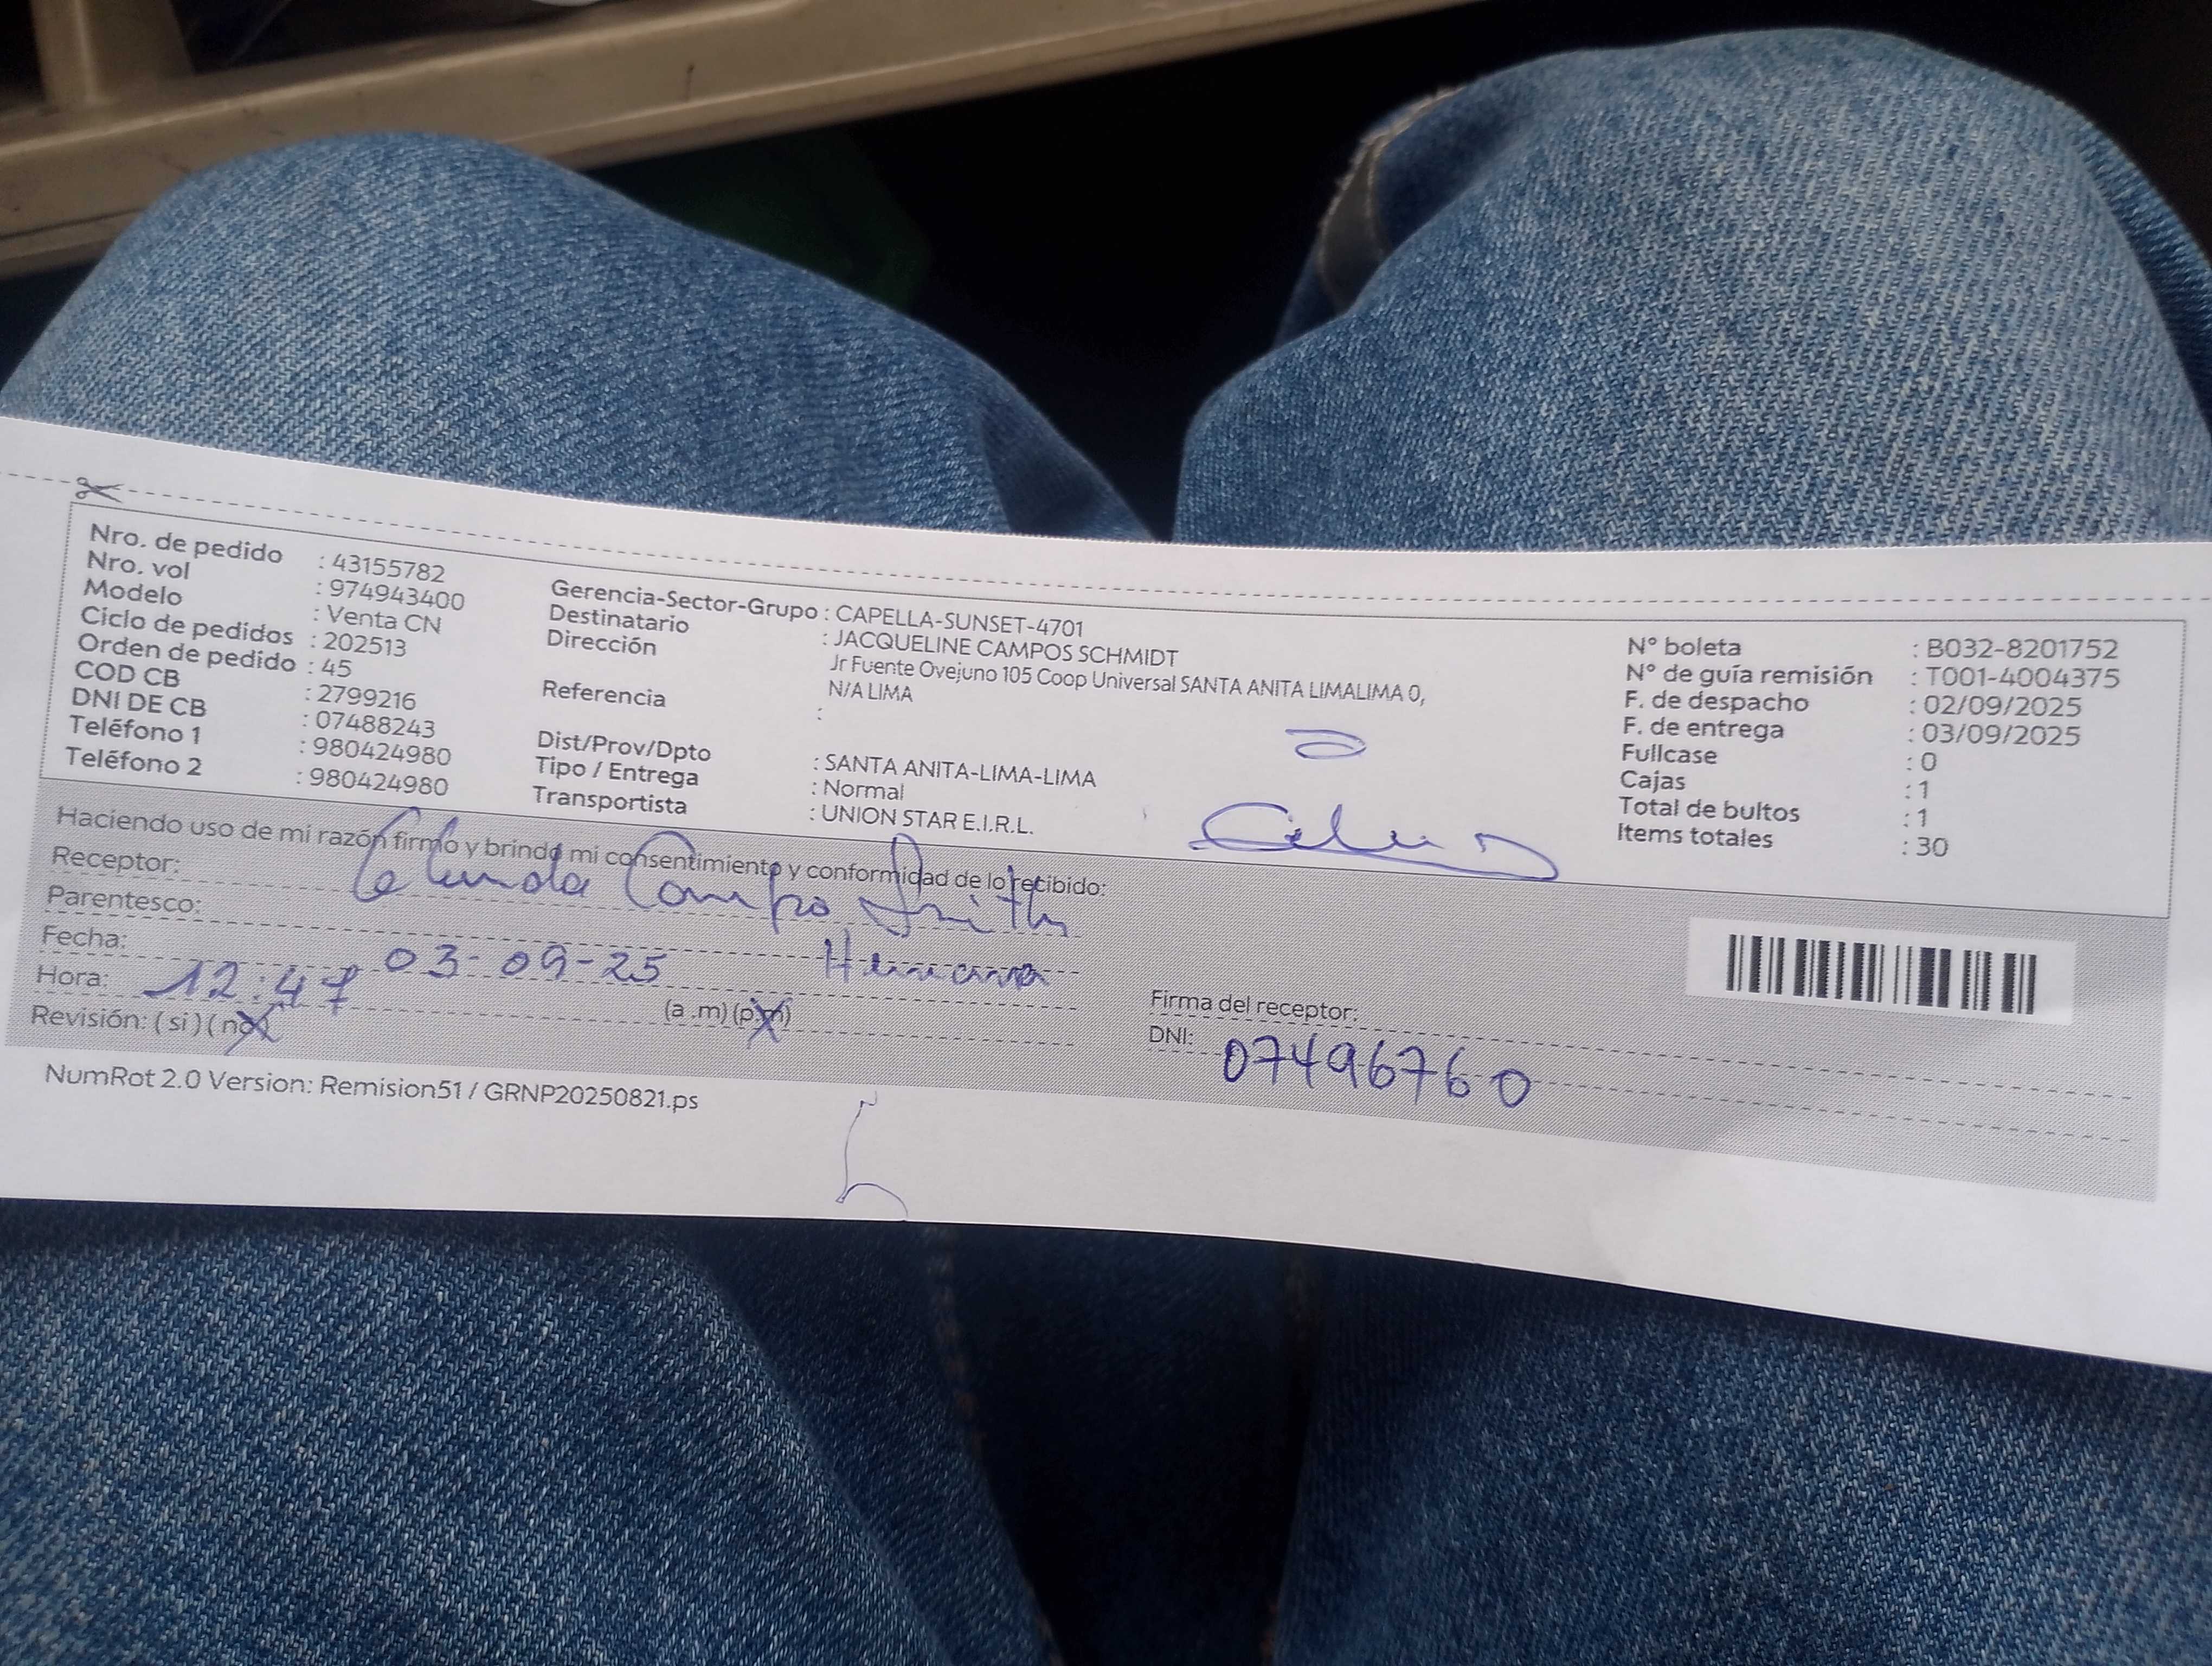 Nro. de pedido : 43155782
Nro. vol : 974943400
Modelo : Venta CN
Ciclo de pedidos : 202513
Orden de pedido : 45
COD CB : 2799216
DNI DE CB : 07488243
Teléfono 1 : 980424980
Teléfono 2 : 980424980
Gerencia-Sector-Grupo : CAPELLA-SUNSET-4701
Destinatario : JACQUELINE CAMPOS SCHMIDT
Dirección Jr Fuente Ovejuno 105 Coop Universal SANTA ANITA LIMALIMA 0,
N/A LIMA
Referencia :
Dist/Prov/Dpto : SANTA ANITA-LIMA-LIMA
Tipo / Entrega : Normal
Transportista : UNION STAR E.I.R.L.
N° boleta : B032-8201752
N° de guía remisión : T001-4004375
F. de despacho : 02/09/2025
F. de entrega : 03/09/2025
Fullcase : 0
Cajas : 1
Total de bultos : 1
Items totales : 30
Haciendo uso de mi razón firmo y brindo mi consentimiento y conformidad de lo recibido:
Receptor: Campo
Parentesco: Hermana
Fecha: 03-09-25
Hora: 12:47 (a .m) (p.m)
Revisión: ( si ) ( no )
Firma del receptor:
DNI: 07496760
NumRot 2.0 Version: Remision51 / GRNP20250821.ps